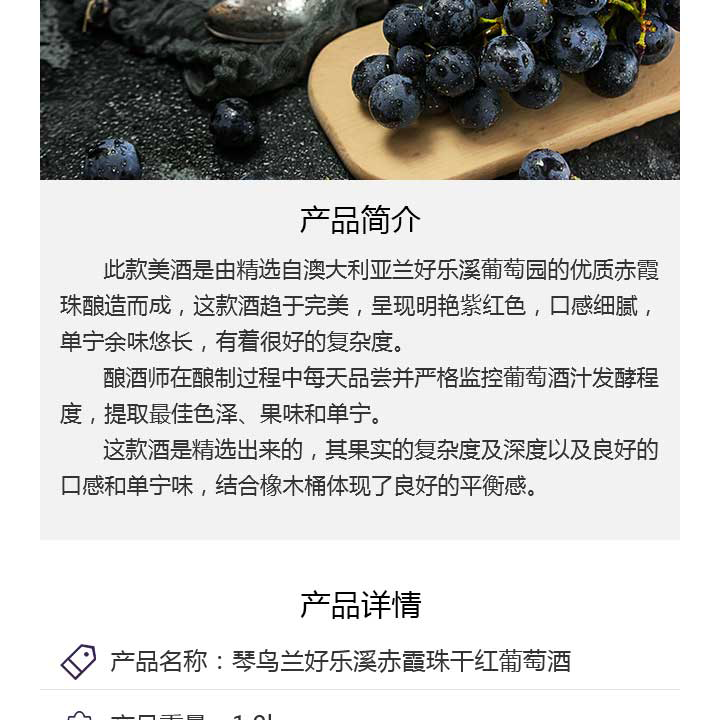 产品简介
此款美酒是由精选自澳大利亚兰好乐溪葡萄园的优质赤霞
珠酿造而成，这款酒趋于完美，呈现明艳紫红色，口感细腻，
单宁余味悠长，有着很好的复杂度。
酿酒师在酿制过程中每天品尝并严格监控葡萄酒汁发酵程
度，提取最佳色泽、果味和单宁。
这款酒是精选出来的，其果实的复杂度及深度以及良好的
口感和单宁味，结合橡木桶体现了良好的平衡感。
产品详情
产品名称：琴鸟兰好乐溪赤霞珠干红葡萄酒